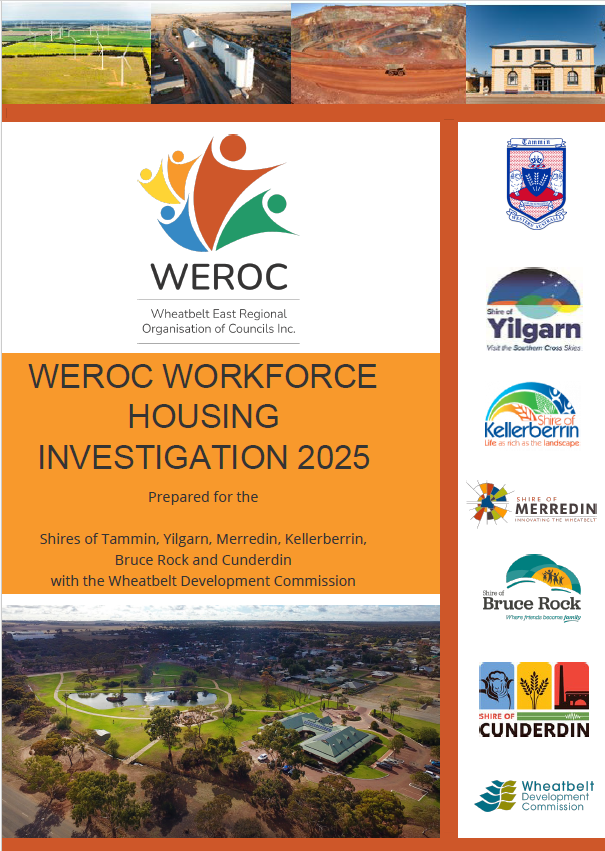 WEROC
Wheatbelt East Regional
Organisation of Councils Inc.
WEROC WORKFORCE
HOUSING
INVESTIGATION 2025
Prepared for the
Shires of Tammin, Yilgarn, Merredin, Kellerberrin,
Bruce Rock and Cunderdin
with the Wheatbelt Development Commission
Tammin
WESTERN AUSTRALIA
Shire of
Yilgarn
Visit the Southern Cross Skies
Shire of
Kellerberrin
Life as rich as the landscape
SHIRE OF
MERREDIN
INNOVATING THE WHEATBELT
Shire of
Bruce Rock
Where friends become family
SHIRE OF
CUNDERDIN
Wheatbelt
Development
Commission